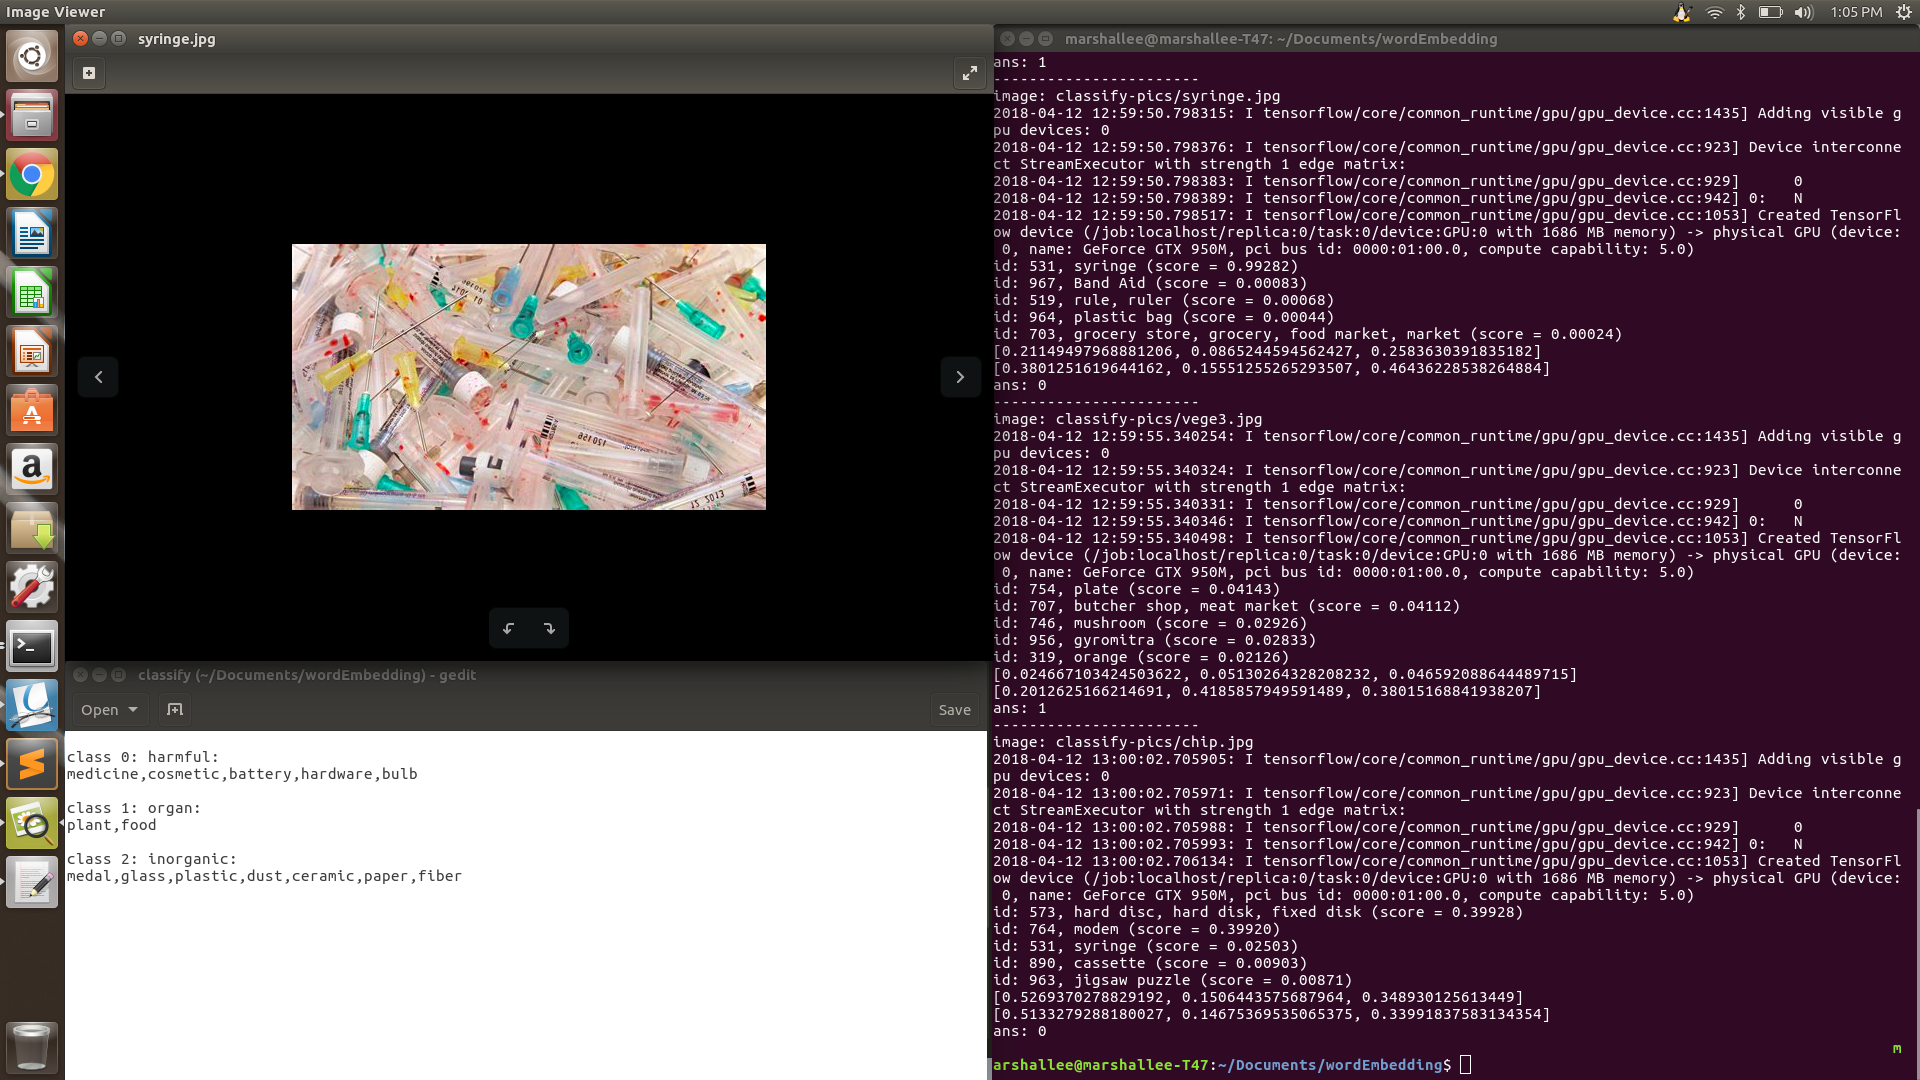 Image Viewer
1:05 PM
syringe.jpg
marshallee@marshallee-T47: ~/Documents/wordEmbedding
ans: 1
-----------------------
image: classify-pics/syringe.jpg
2018-04-12 12:59:50.798315: I tensorflow/core/common_runtime/gpu/gpu_device.cc:1435] Adding visible g
pu devices: 0
2018-04-12 12:59:50.798376: I tensorflow/core/common_runtime/gpu/gpu_device.cc:923] Device interconne
ct StreamExecutor with strength 1 edge matrix:
2018-04-12 12:59:50.798383: I tensorflow/core/common_runtime/gpu/gpu_device.cc:929]      0
2018-04-12 12:59:50.798389: I tensorflow/core/common_runtime/gpu/gpu_device.cc:942] 0:   N
2018-04-12 12:59:50.798517: I tensorflow/core/common_runtime/gpu/gpu_device.cc:1053] Created TensorFl
ow device (/job:localhost/replica:0/task:0/device:GPU:0 with 1686 MB memory) -> physical GPU (device:
 0, name: GeForce GTX 950M, pci bus id: 0000:01:00.0, compute capability: 5.0)
id: 531, syringe (score = 0.99282)
id: 967, Band Aid (score = 0.00083)
id: 519, rule, ruler (score = 0.00068)
id: 964, plastic bag (score = 0.00044)
id: 703, grocery store, grocery, food market, market (score = 0.00024)
[0.21149497968881206, 0.0865244594562427, 0.2583630391835182]
[0.3801251619644162, 0.15551255265293507, 0.46436228538264884]
ans: 0
-----------------------
image: classify-pics/vege3.jpg
2018-04-12 12:59:55.340254: I tensorflow/core/common_runtime/gpu/gpu_device.cc:1435] Adding visible g
pu devices: 0
2018-04-12 12:59:55.340324: I tensorflow/core/common_runtime/gpu/gpu_device.cc:923] Device interconne
ct StreamExecutor with strength 1 edge matrix:
2018-04-12 12:59:55.340331: I tensorflow/core/common_runtime/gpu/gpu_device.cc:929]      0
2018-04-12 12:59:55.340346: I tensorflow/core/common_runtime/gpu/gpu_device.cc:942] 0:   N
2018-04-12 12:59:55.340498: I tensorflow/core/common_runtime/gpu/gpu_device.cc:1053] Created TensorFl
ow device (/job:localhost/replica:0/task:0/device:GPU:0 with 1686 MB memory) -> physical GPU (device:
 0, name: GeForce GTX 950M, pci bus id: 0000:01:00.0, compute capability: 5.0)
id: 754, plate (score = 0.04143)
id: 707, butcher shop, meat market (score = 0.04112)
id: 746, mushroom (score = 0.02926)
id: 956, gyromitra (score = 0.02833)
id: 319, orange (score = 0.02126)
[0.024667103424503622, 0.05130264328208232, 0.046592088644489715]
[0.2012625166214691, 0.4185857949591489, 0.38015168841938207]
ans: 1
-----------------------
image: classify-pics/chip.jpg
2018-04-12 13:00:02.705905: I tensorflow/core/common_runtime/gpu/gpu_device.cc:1435] Adding visible g
pu devices: 0
2018-04-12 13:00:02.705971: I tensorflow/core/common_runtime/gpu/gpu_device.cc:923] Device interconne
ct StreamExecutor with strength 1 edge matrix:
2018-04-12 13:00:02.705988: I tensorflow/core/common_runtime/gpu/gpu_device.cc:929]      0
2018-04-12 13:00:02.705993: I tensorflow/core/common_runtime/gpu/gpu_device.cc:942] 0:   N
2018-04-12 13:00:02.706134: I tensorflow/core/common_runtime/gpu/gpu_device.cc:1053] Created TensorFl
ow device (/job:localhost/replica:0/task:0/device:GPU:0 with 1686 MB memory) -> physical GPU (device:
 0, name: GeForce GTX 950M, pci bus id: 0000:01:00.0, compute capability: 5.0)
id: 573, hard disc, hard disk, fixed disk (score = 0.39928)
id: 764, modem (score = 0.39920)
id: 531, syringe (score = 0.02503)
id: 890, cassette (score = 0.00903)
id: 963, jigsaw puzzle (score = 0.00871)
[0.5269370278829192, 0.1506443575687964, 0.348930125613449]
[0.5133279288180027, 0.14675369535065375, 0.33991837583134354]
ans: 0
m
arshallee@marshallee-T47:~/Documents/wordEmbedding$
classify (~/Documents/wordEmbedding) - gedit
Open
Save
class 0: harmful:
medicine,cosmetic,battery,hardware,bulb
class 1: organ:
plant,food
class 2: inorganic:
medal,glass,plastic,dust,ceramic,paper,fiber